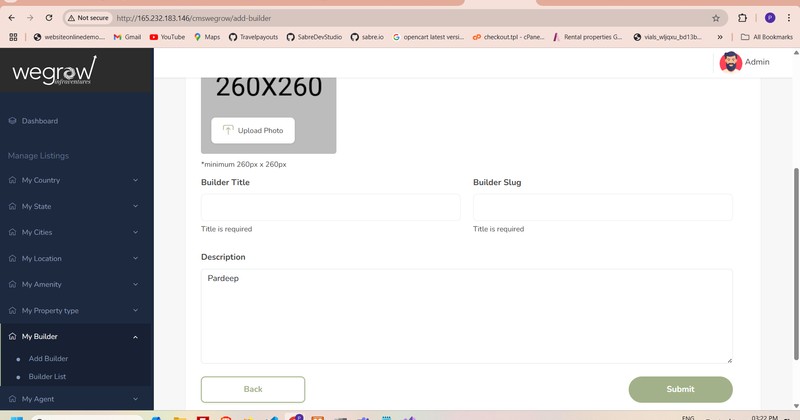 Not secure
http://165.232.183.146/cmswegrow/add-builder
P
websiteonlinedemo.... Gmail YouTube Maps Travelpayouts SabreDevStudio sabre.io opencart latest versi... checkout.tpl - cPane... Rental properties G... vials_wljqxu_bd13b... » All Bookmarks
wegrow
infraventures
Admin
Dashboard
Manage Listings
My Country
My State
My Cities
My Location
My Amenity
My Property type
My Builder
Add Builder
Builder List
My Agent
260X260
Upload Photo
*minimum 260px x 260px
Builder Title Builder Slug
Title is required Title is required
Description
Pardeep
Back Submit
ENG 03:22 PM